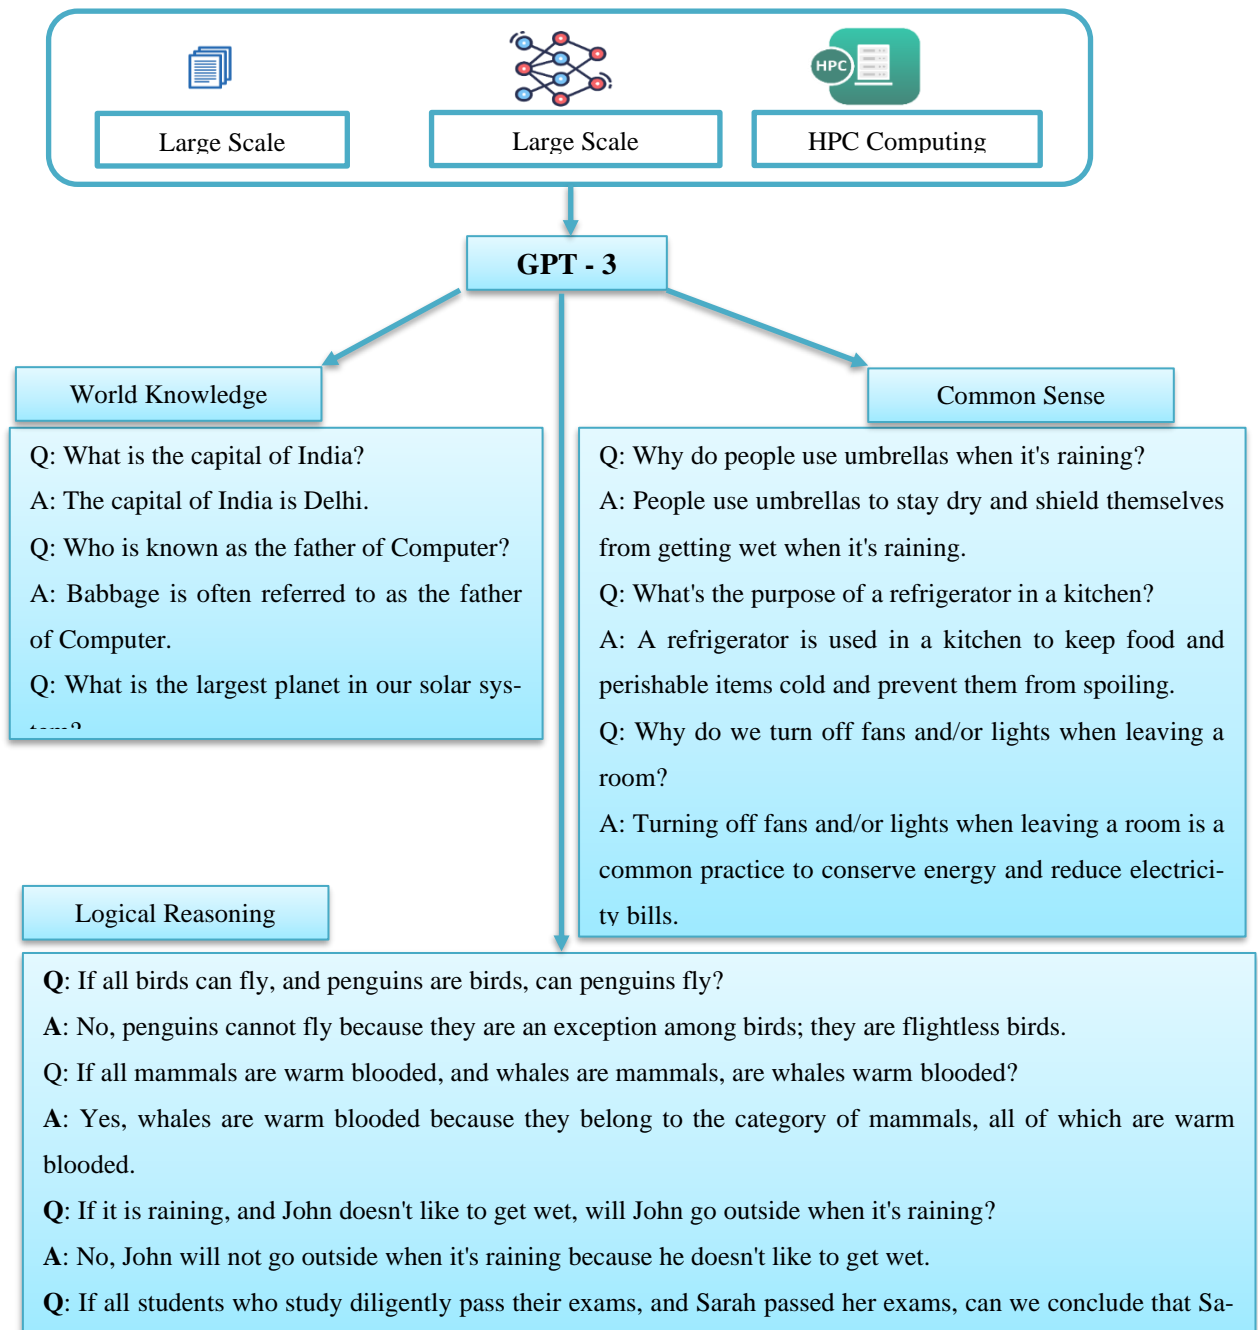 HPC
Large Scale
Large Scale
HPC Computing
GPT - 3
World Knowledge
Q: What is the capital of India?
A: The capital of India is Delhi.
Q: Who is known as the father of Computer?
A: Babbage is often referred to as the father
of Computer.
Q: What is the largest planet in our solar sys-
tem?
Common Sense
Q: Why do people use umbrellas when it's raining?
A: People use umbrellas to stay dry and shield themselves
from getting wet when it's raining.
Q: What's the purpose of a refrigerator in a kitchen?
A: A refrigerator is used in a kitchen to keep food and
perishable items cold and prevent them from spoiling.
Q: Why do we turn off fans and/or lights when leaving a
room?
A: Turning off fans and/or lights when leaving a room is a
common practice to conserve energy and reduce electrici-
ty bills.
Logical Reasoning
Q: If all birds can fly, and penguins are birds, can penguins fly?
A: No, penguins cannot fly because they are an exception among birds; they are flightless birds.
Q: If all mammals are warm blooded, and whales are mammals, are whales warm blooded?
A: Yes, whales are warm blooded because they belong to the category of mammals, all of which are warm
blooded.
Q: If it is raining, and John doesn't like to get wet, will John go outside when it's raining?
A: No, John will not go outside when it's raining because he doesn't like to get wet.
Q: If all students who study diligently pass their exams, and Sarah passed her exams, can we conclude that Sa-